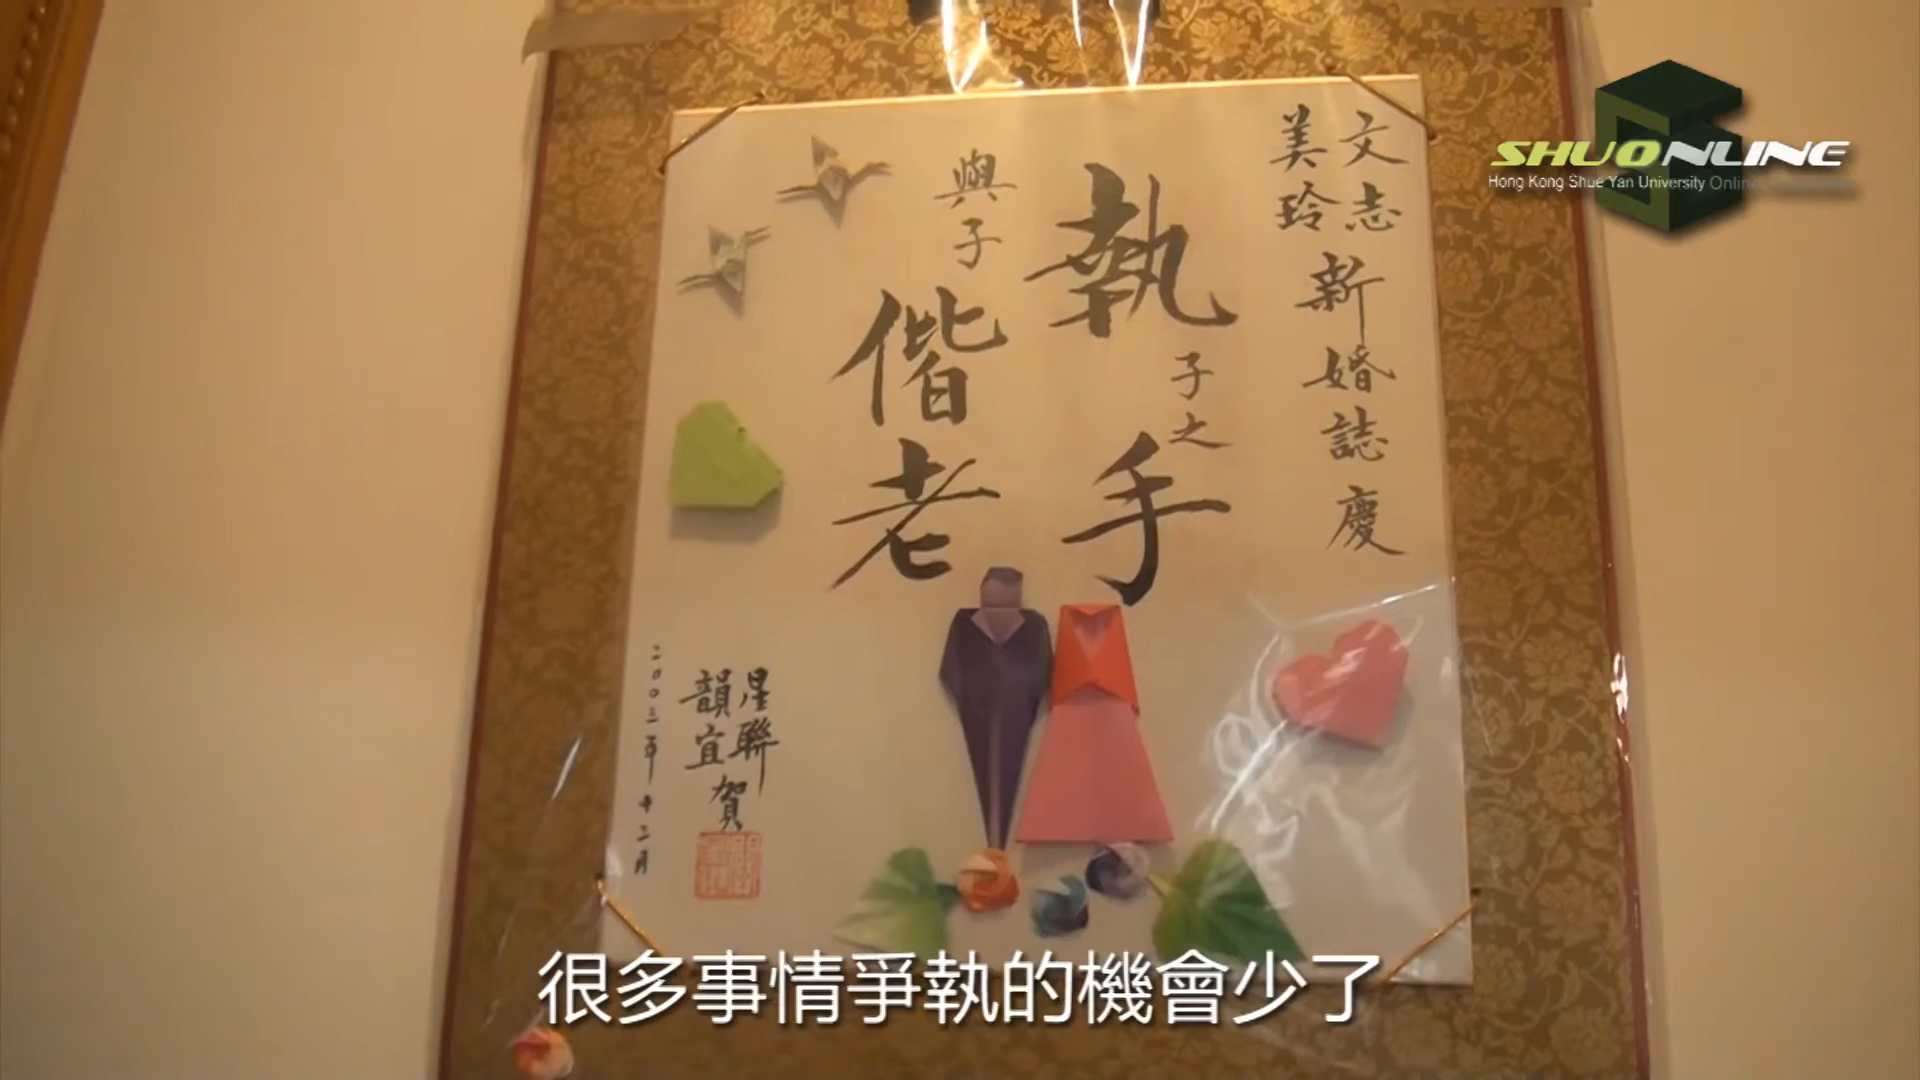 文志
美玲
新婚誌慶
執子之手
與子偕老
星聯
韻宜
賀
二００三年十二月
SHUONLINE
Hong Kong Shue Yan University Online
很多事情爭執的機會少了